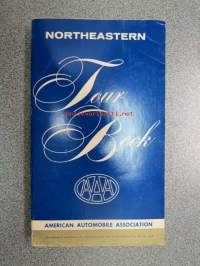 NORTHEASTERN
Tour
Book
AAA
AMERICAN AUTOMOBILE ASSOCIATION